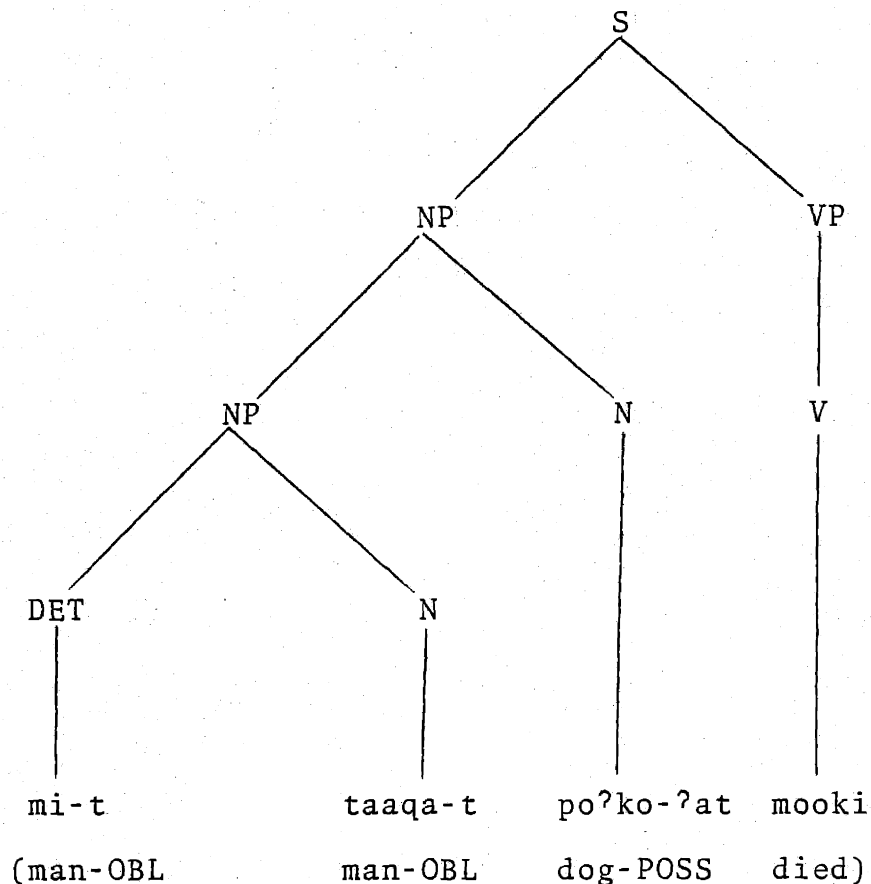 S
NP VP
NP N V
DET N
mi-t taaqa-t po?ko-?at mooki
(man-OBL man-OBL dog-POSS died)